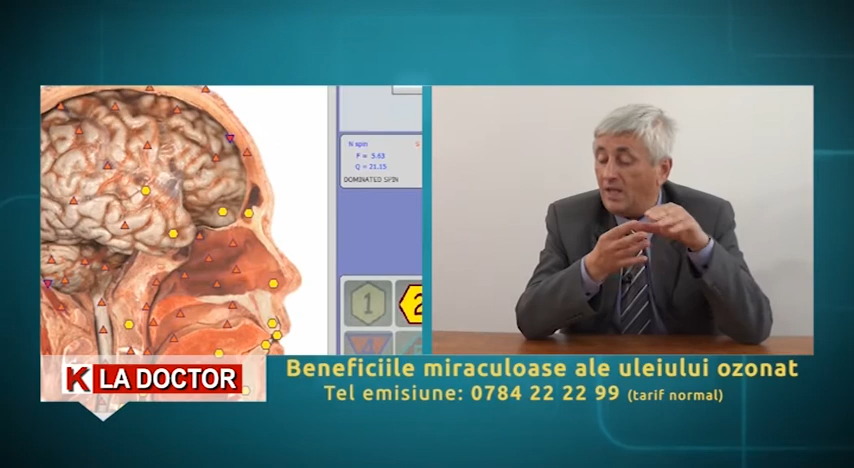 N spin
S
F = 5.63
Q = 21.15
DOMINATED SPIN
1
2
4
K LA DOCTOR
Beneficiile miraculoase ale uleiului ozonat
Tel emisiune: 0784 22 22 99 (tarif normal)